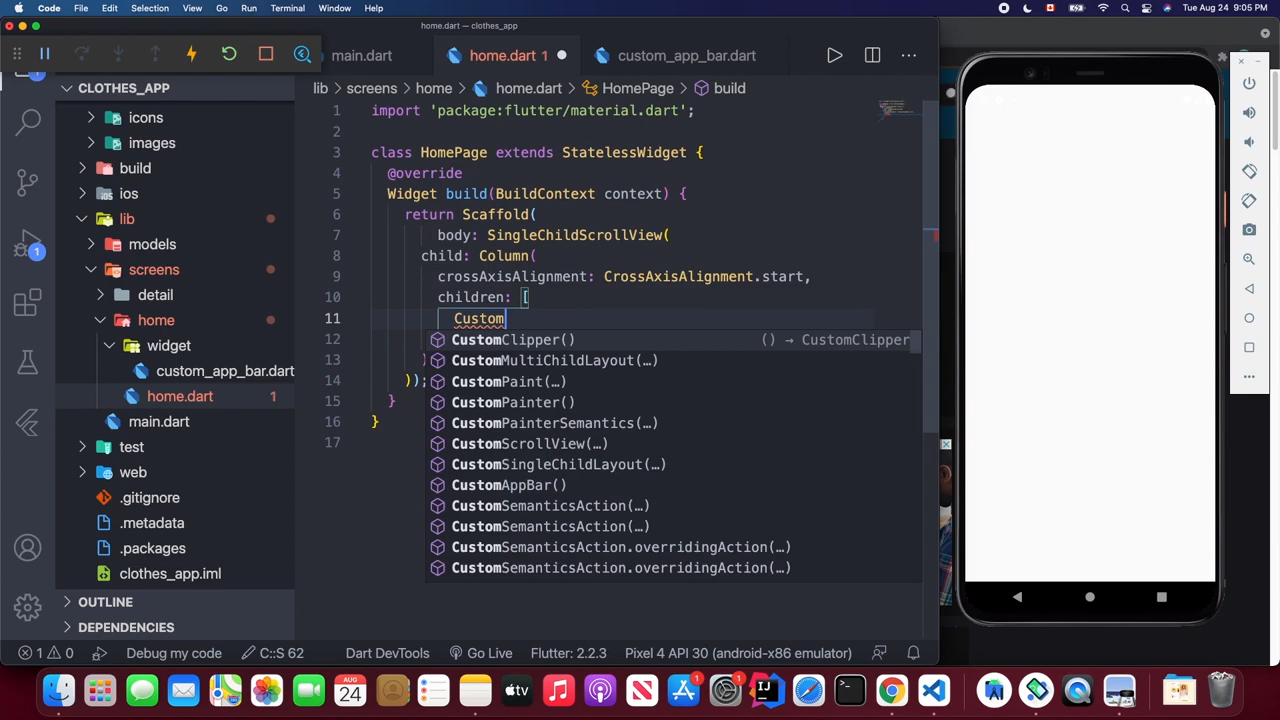 Code File Edit Selection View Go Run Terminal Window Help
Tue Aug 24 9:05 PM
home.dart — clothes_app
main.dart
home.dart 1
custom_app_bar.dart
CLOTHES_APP
lib > screens > home > home.dart > HomePage > build
icons
images
build
ios
lib
models
screens
detail
home
widget
custom_app_bar.dart
home.dart 1
main.dart
test
web
.gitignore
.metadata
.packages
clothes_app.iml
OUTLINE
DEPENDENCIES
1
1
1 import 'package:flutter/material.dart';
2
3 class HomePage extends StatelessWidget {
4 @override
5 Widget build(BuildContext context) {
6 return Scaffold(
7 body: SingleChildScrollView(
8 child: Column(
9 crossAxisAlignment: CrossAxisAlignment.start,
10 children: [
11 Custom
12
13 )
14 ));
15 }
16 }
17
CustomClipper() () → CustomClipper
CustomMultiChildLayout(…)
CustomPaint(…)
CustomPainter()
CustomPainterSemantics(…)
CustomScrollView(…)
CustomSingleChildLayout(…)
CustomAppBar()
CustomSemanticsAction(…)
CustomSemanticsAction(…)
CustomSemanticsAction.overridingAction(…)
CustomSemanticsAction.overridingAction(…)
1 0 Debug my code C::S 62 Dart DevTools Go Live Flutter: 2.2.3 Pixel 4 API 30 (android-x86 emulator)
AUG
24
tv
1
1